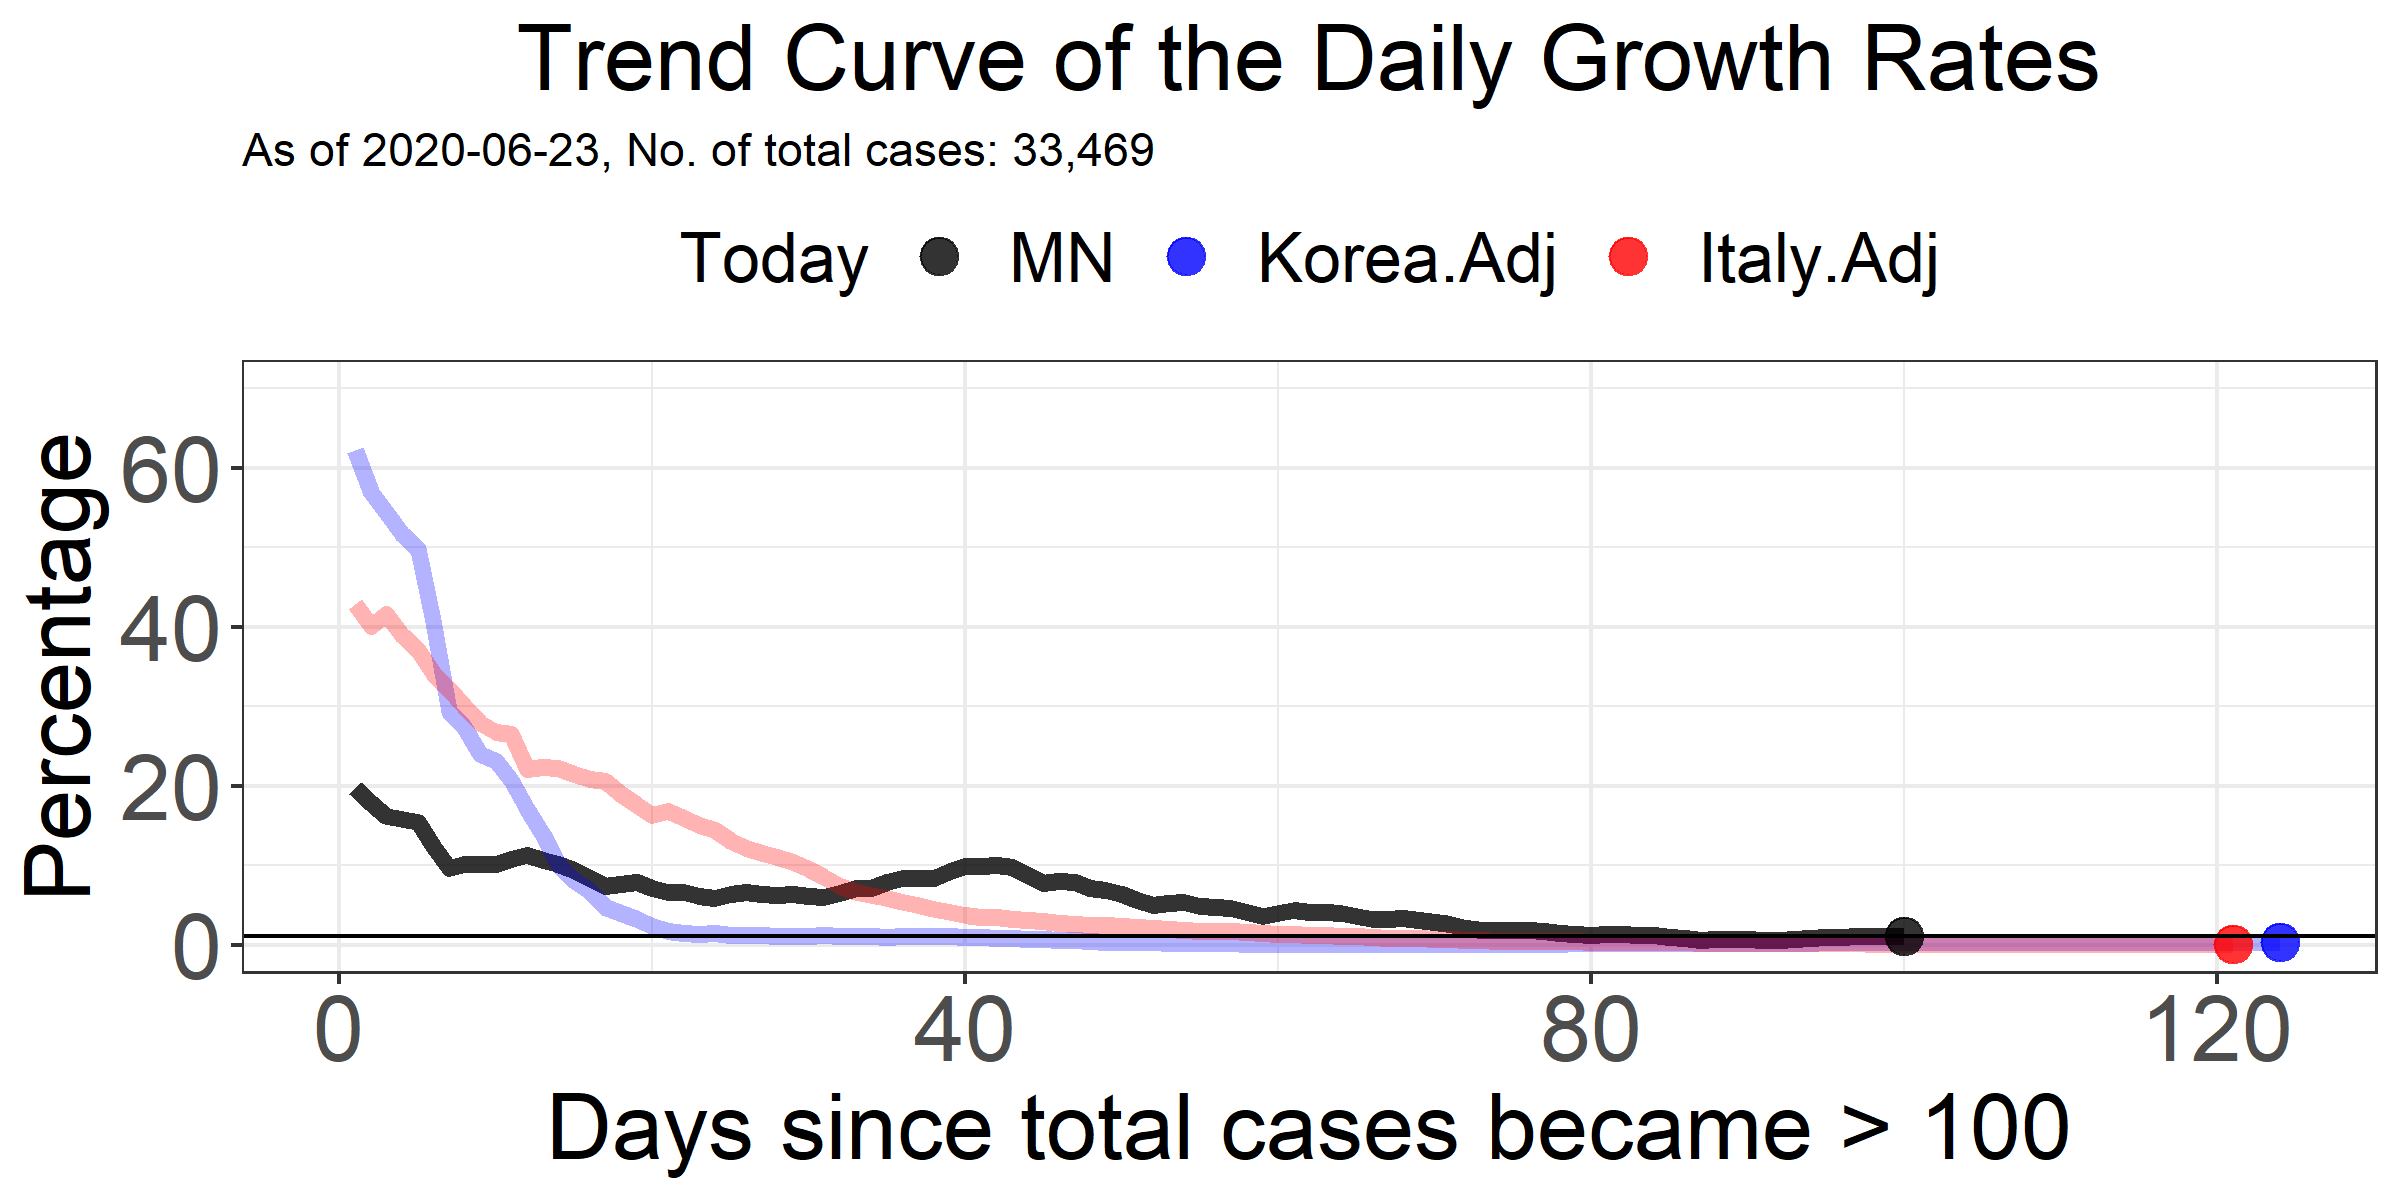 Trend Curve of the Daily Growth Rates
As of 2020-06-23, No. of total cases: 33,469
Today MN Korea.Adj Italy.Adj
Percentage
60
40
20
0
0 40 80 120
Days since total cases became > 100